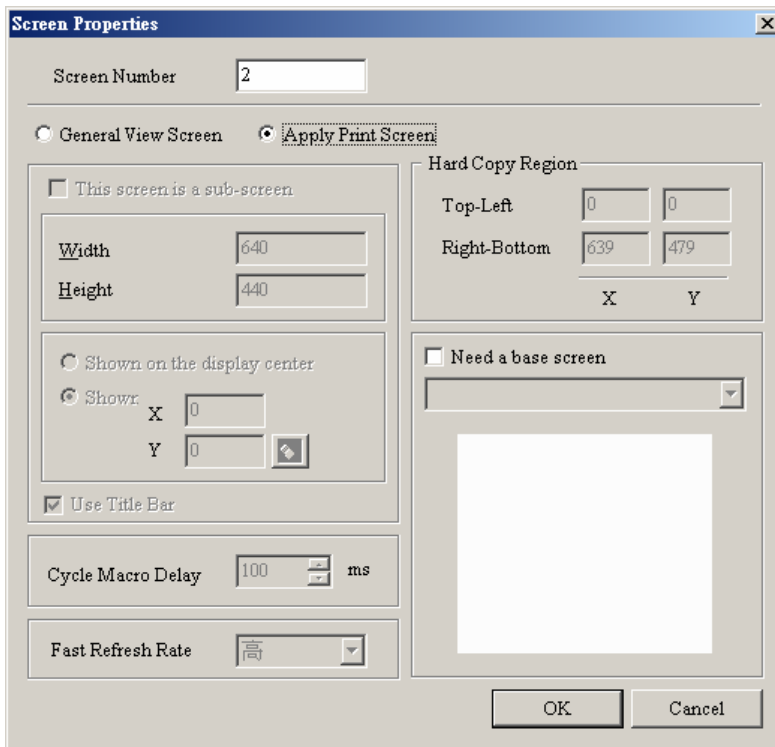 Screen Properties
Screen Number 2
General View Screen Apply Print Screen
This screen is a sub-screen
Width 640
Height 440
Shown on the display center
Shown
X 0
Y 0
Use Title Bar
Cycle Macro Delay 100 ms
Fast Refresh Rate 高
Hard Copy Region
Top-Left 0 0
Right-Bottom 639 479
X Y
Need a base screen
OK Cancel